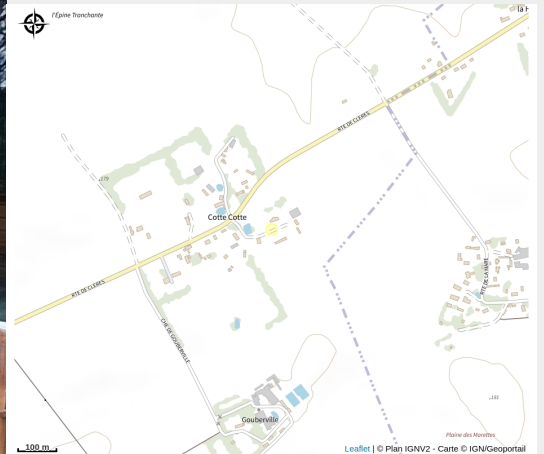 l'Épine Tranchante
la H
RTE DE CLERES
Cotte Cotte
RTE DE CLERES
RTE DE LA MARE
CHE DE GOUBERVILLE
Gouberville
Plaine des Marettes
100 m
Leaflet | © Plan IGNV2 - Carte © IGN/Geoportail